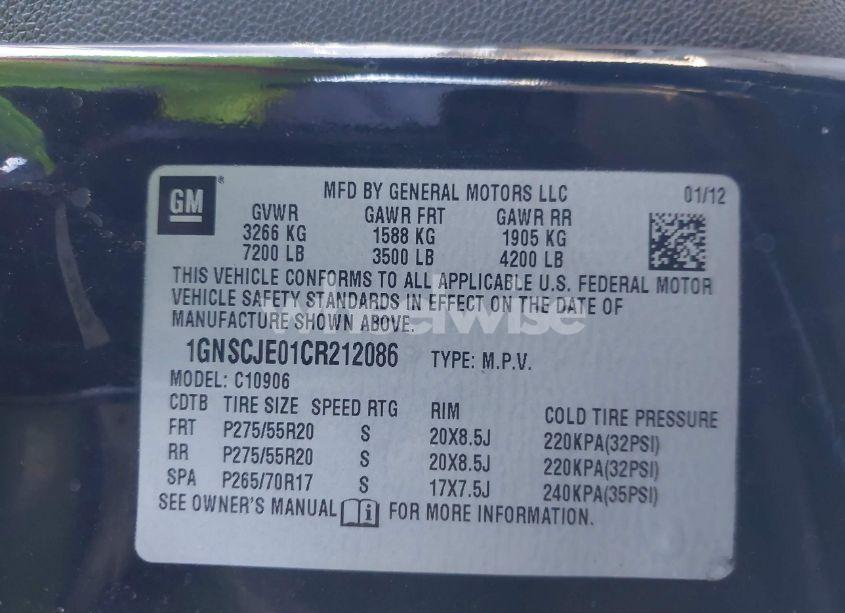 GM® MFD BY GENERAL MOTORS LLC 01/12
GVWR GAWR FRT GAWR RR
3266 KG 1588 KG 1905 KG
7200 LB 3500 LB 4200 LB
THIS VEHICLE CONFORMS TO ALL APPLICABLE U.S. FEDERAL MOTOR
VEHICLE SAFETY STANDARDS IN EFFECT ON THE DATE OF
MANUFACTURE SHOWN ABOVE.
1GNSCJE01CR212086 TYPE: M.P.V.
MODEL: C10906
CDTB TIRE SIZE SPEED RTG RIM COLD TIRE PRESSURE
FRT P275/55R20 S 20X8.5J 220KPA(32PSI)
RR P275/55R20 S 20X8.5J 220KPA(32PSI)
SPA P265/70R17 S 17X7.5J 240KPA(35PSI)
SEE OWNER'S MANUAL i FOR MORE INFORMATION.